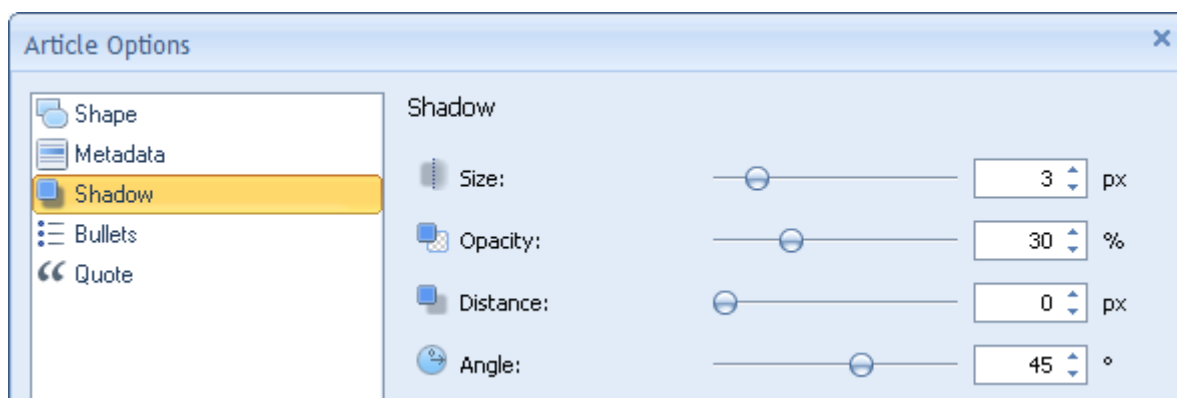 Article Options
Shape
Metadata
Shadow
Bullets
Quote
Shadow
Size: 3 px
Opacity: 30 %
Distance: 0 px
Angle: 45 °